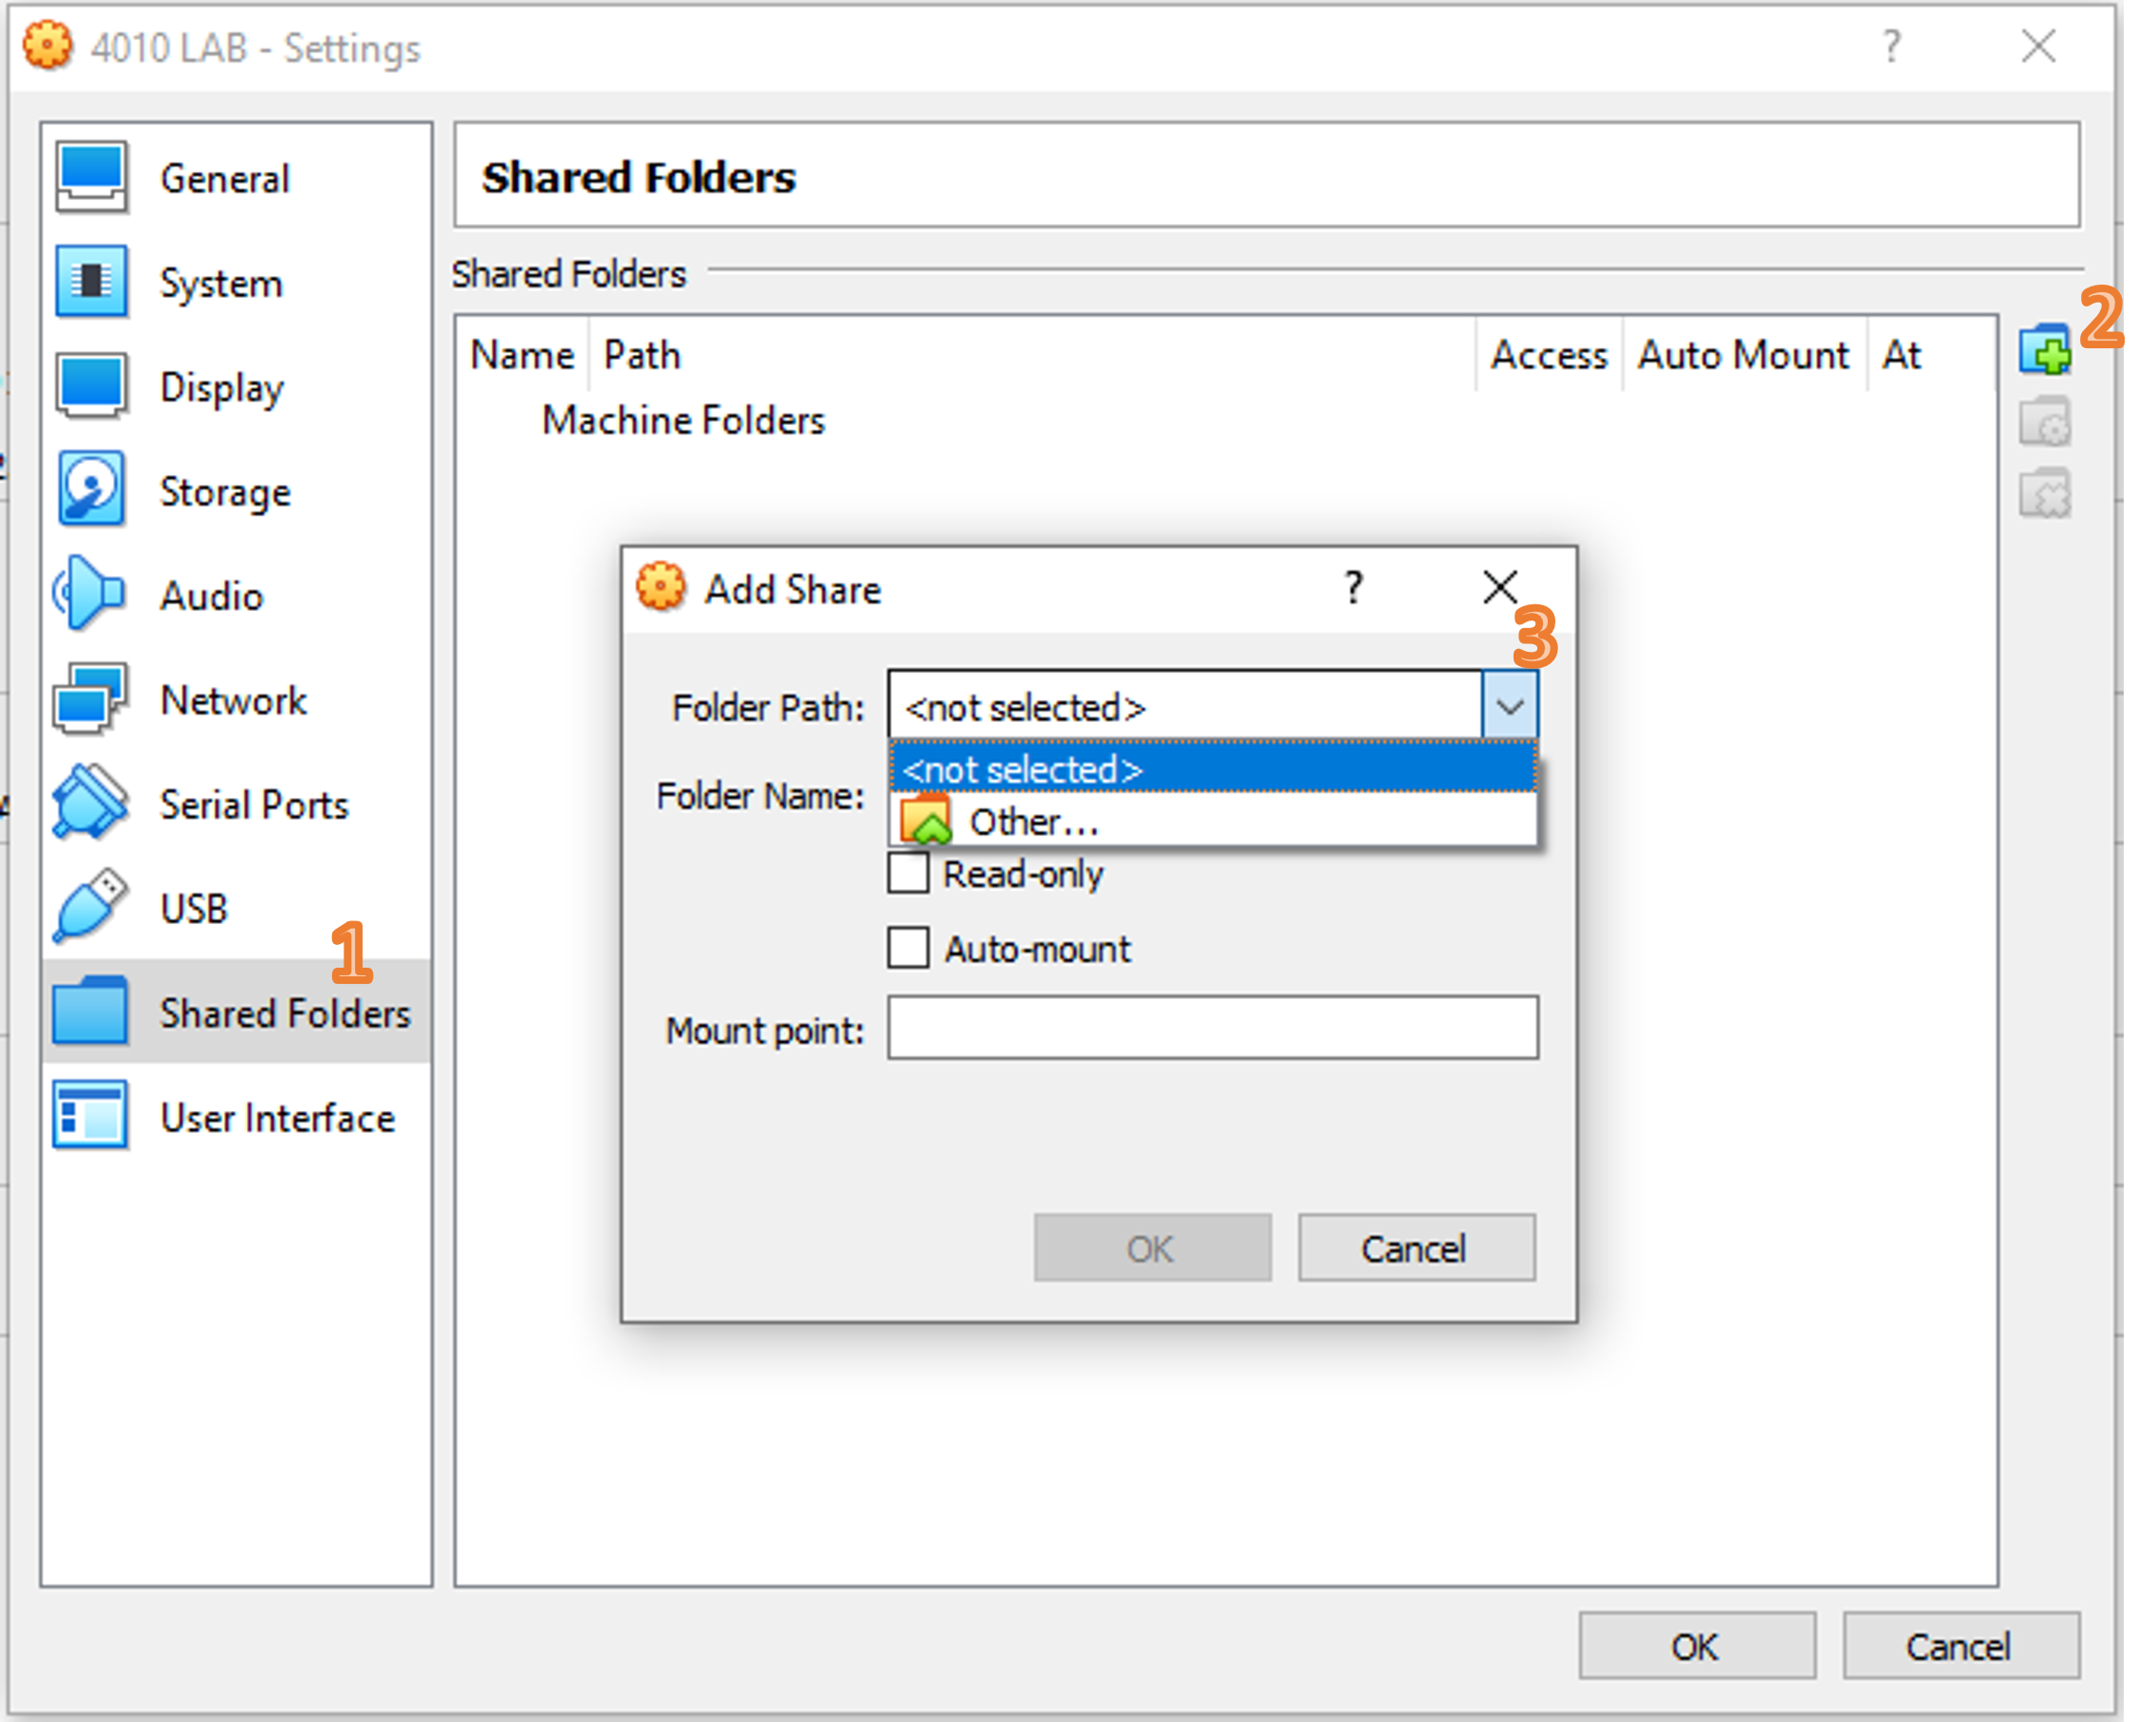 4010 LAB - Settings
?
General
System
Display
Storage
Audio
Network
Serial Ports
USB
1
Shared Folders
User Interface
Shared Folders
Shared Folders
2
Name Path Access Auto Mount At
Machine Folders
Add Share ?
3
Folder Path: <not selected>
<not selected>
Folder Name:
Other...
Read-only
Auto-mount
Mount point:
OK Cancel
OK Cancel